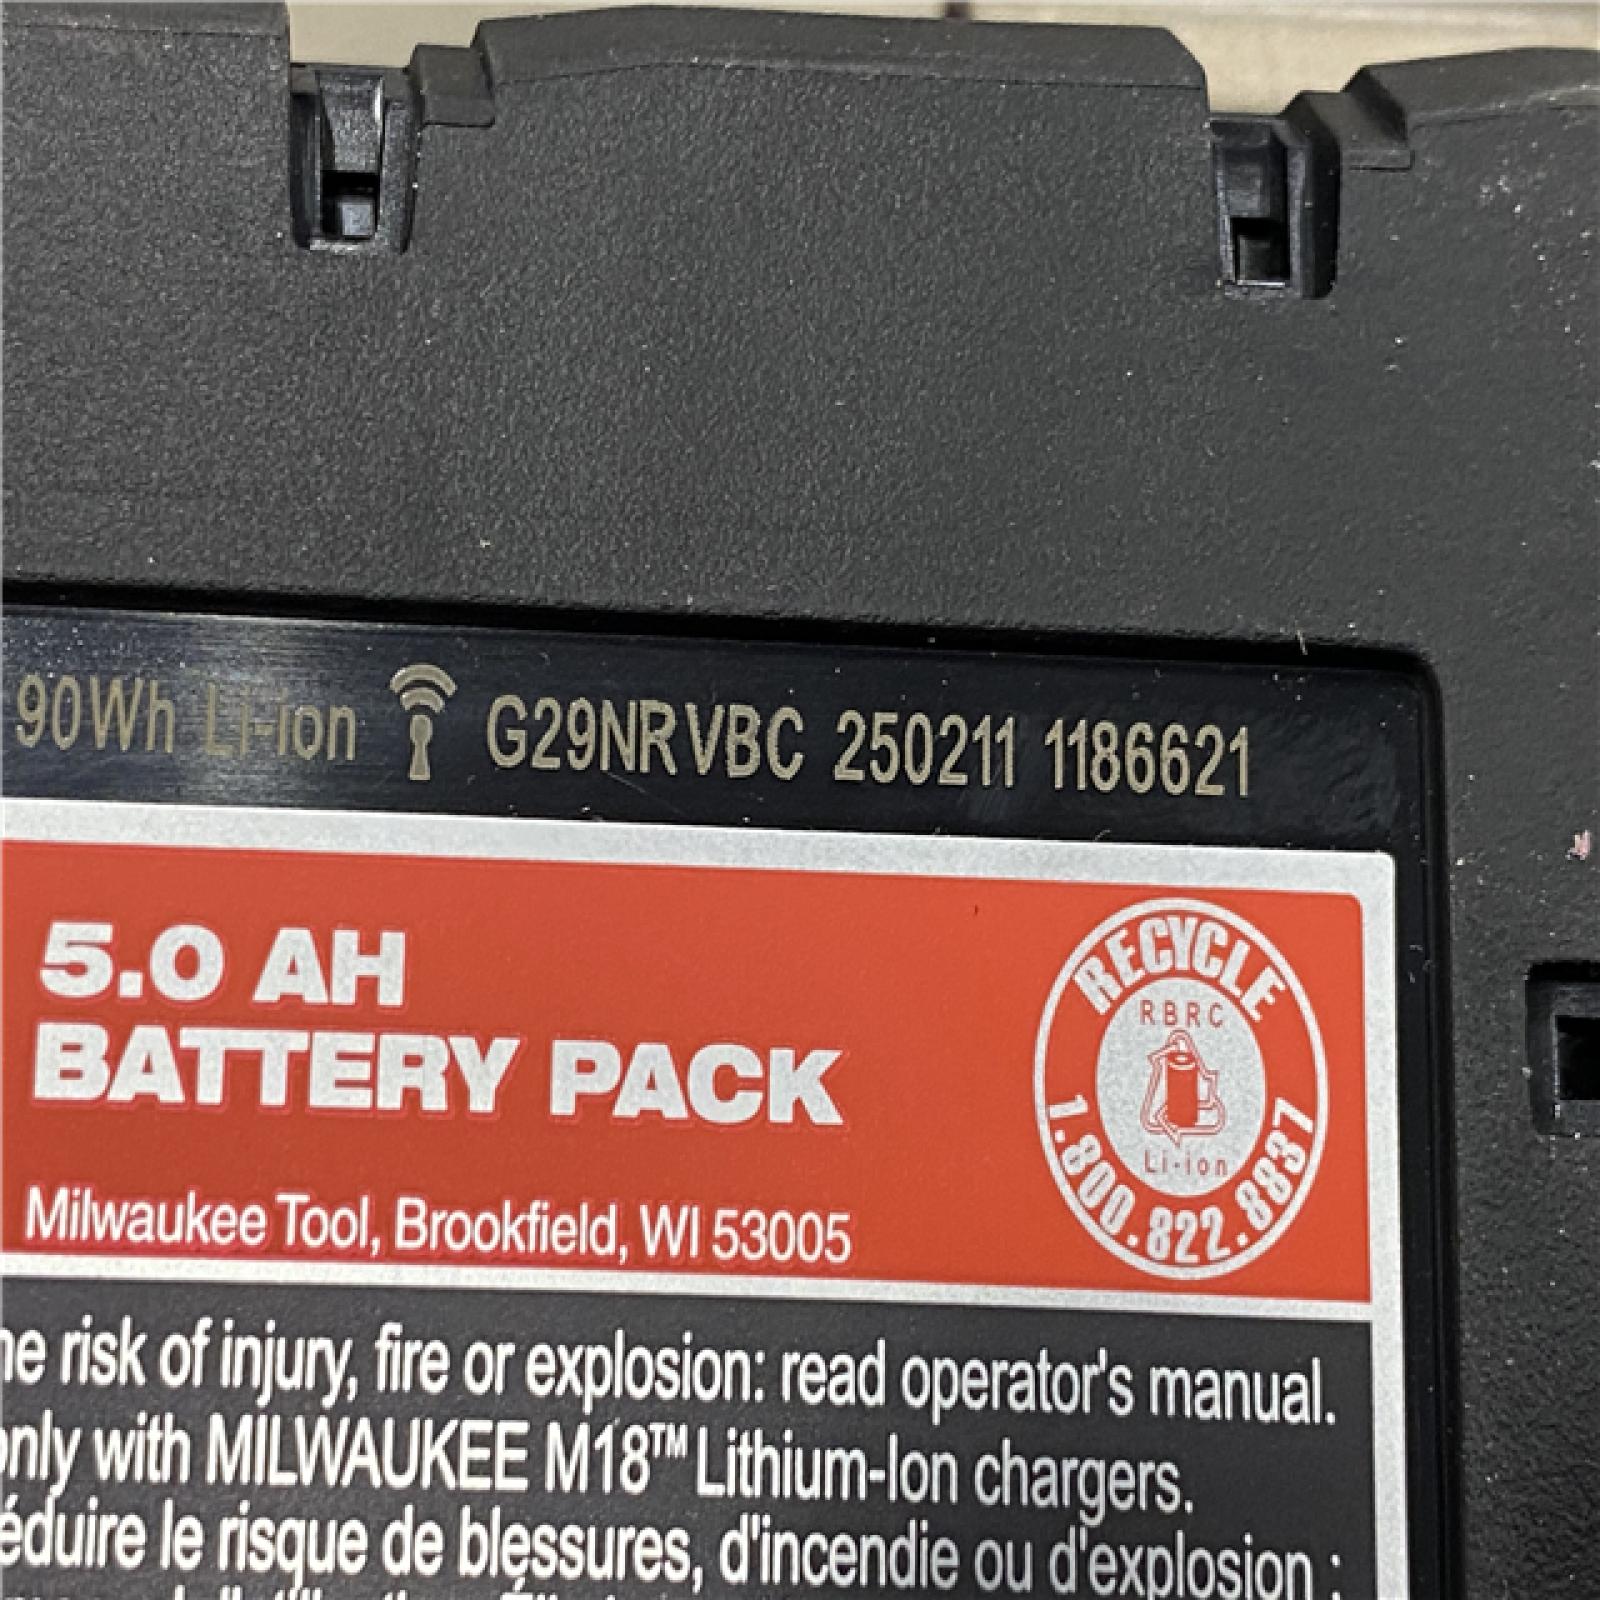 90Wh Li-ion G29NRVBC 250211 1186621
5.0 AH
BATTERY PACK
Milwaukee Tool, Brookfield, WI 53005
RECYCLE
RBRC
Li-ion
1.800.822.8837
risk of injury, fire or explosion: read operator's manual.
only with MILWAUKEE M18™ Lithium-Ion chargers.
le risque de blessures, d'incendie ou d'explosion :